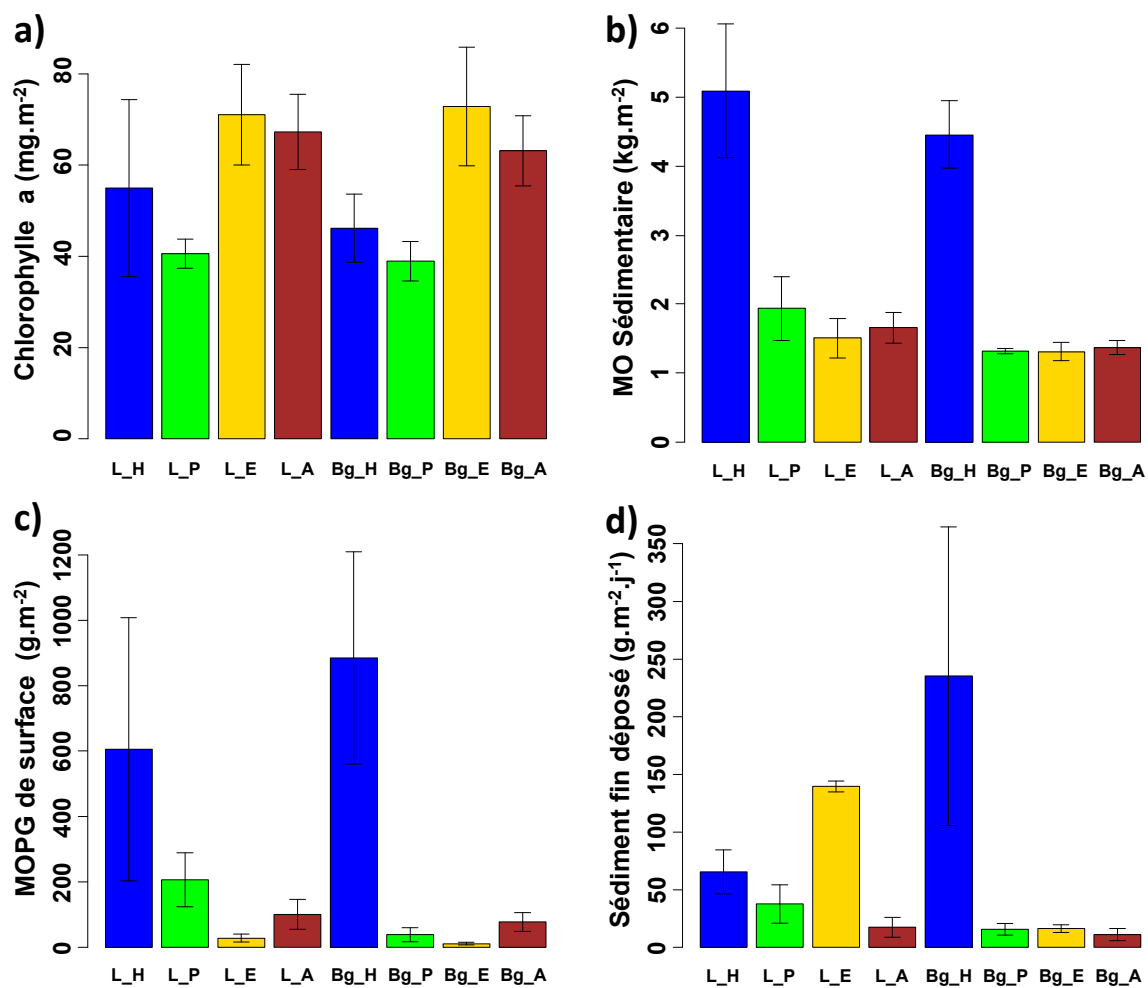 a)
Chlorophylle a (mg.m-2)
80
60
40
20
0
L_H L_P L_E L_A Bg_H Bg_P Bg_E Bg_A
b)
MO Sédimentaire (kg.m-2)
6
5
4
3
2
1
0
L_H L_P L_E L_A Bg_H Bg_P Bg_E Bg_A
c)
MOPG de surface (g.m-2)
1200
1000
800
600
400
200
0
L_H L_P L_E L_A Bg_H Bg_P Bg_E Bg_A
d)
Sédiment fin déposé (g.m-2.j-1)
350
300
250
200
150
100
50
0
L_H L_P L_E L_A Bg_H Bg_P Bg_E Bg_A